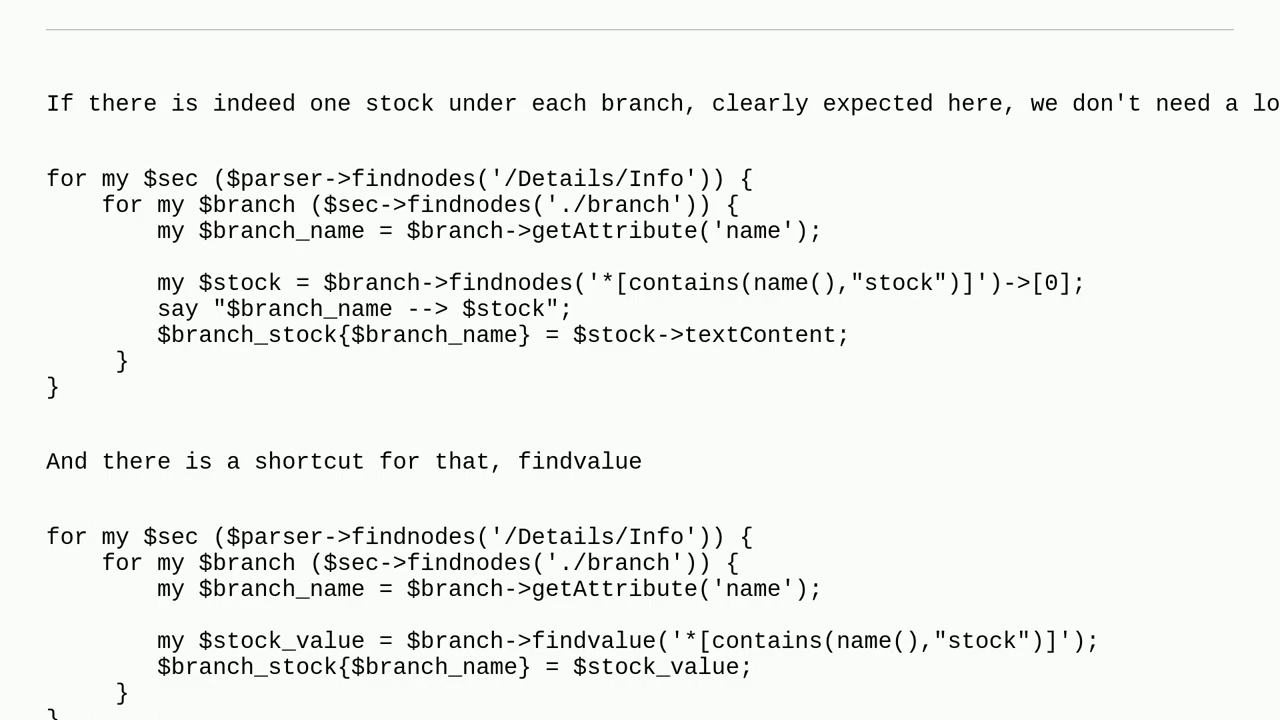 If there is indeed one stock under each branch, clearly expected here, we don't need a
for my $sec ($parser->findnodes('/Details/Info')) {
    for my $branch ($sec->findnodes('./branch')) {
        my $branch_name = $branch->getAttribute('name');
        my $stock = $branch->findnodes('*[contains(name(),"stock")]')->[0];
        say "$branch_name --> $stock";
        $branch_stock{$branch_name} = $stock->textContent;
     }
}
And there is a shortcut for that, findvalue
for my $sec ($parser->findnodes('/Details/Info')) {
    for my $branch ($sec->findnodes('./branch')) {
        my $branch_name = $branch->getAttribute('name');
        my $stock_value = $branch->findvalue('*[contains(name(),"stock")]');
        $branch_stock{$branch_name} = $stock_value;
     }
}